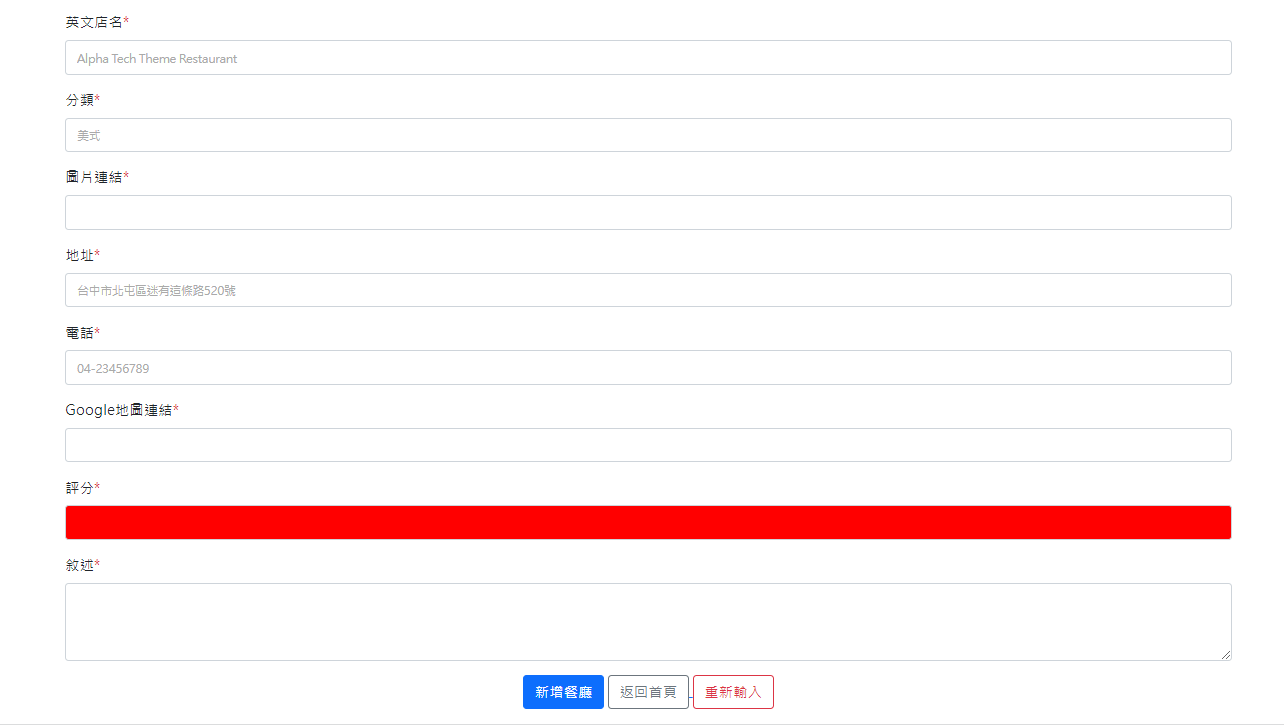 英文店名*
Alpha Tech Theme Restaurant
分類*
美式
圖片連結*
地址*
台中市北屯區迷有這條路520號
電話*
04-23456789
Google地圖連結*
評分*
敘述*
新增餐廳 返回首頁 重新輸入